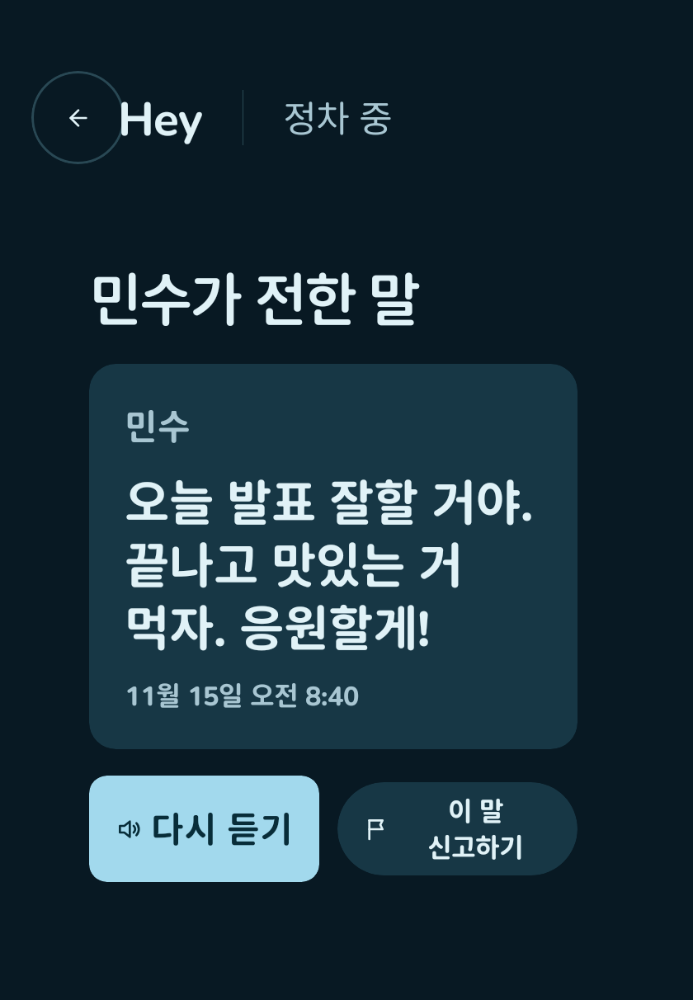 Hey
정차 중
민수가 전한 말
민수
오늘 발표 잘할 거야.
끝나고 맛있는 거
먹자. 응원할게!
11월 15일 오전 8:40
다시 듣기
이 말
신고하기